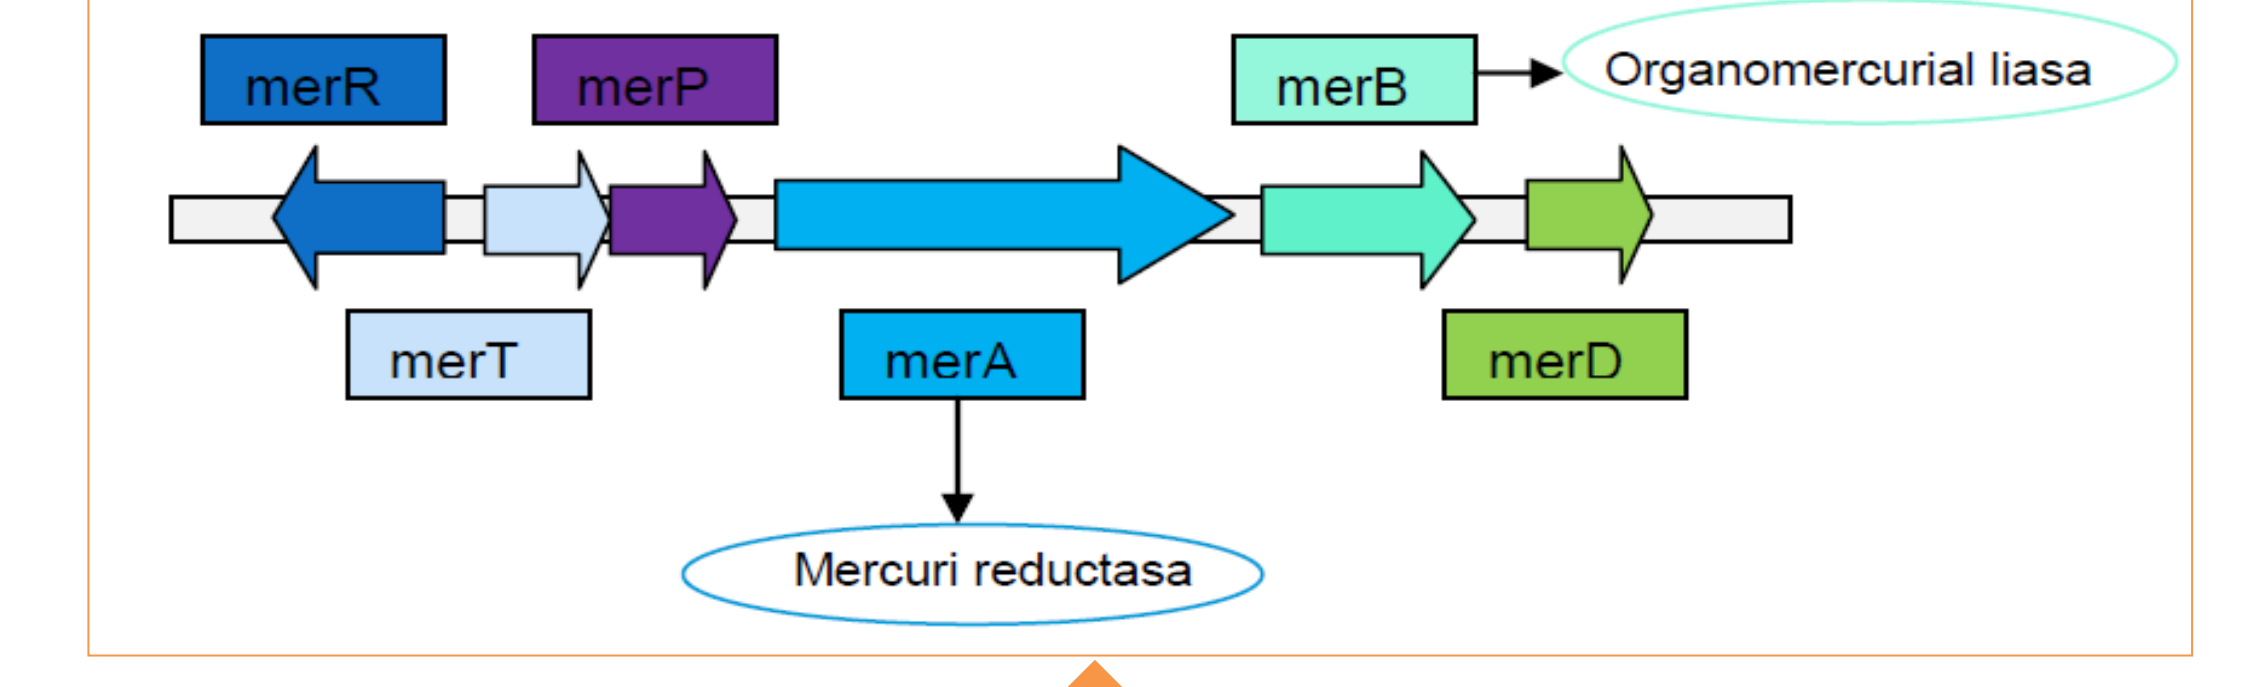 merR
merP
merB
Organomercurial liasa
merT
merA
merD
Mercuri reductasa